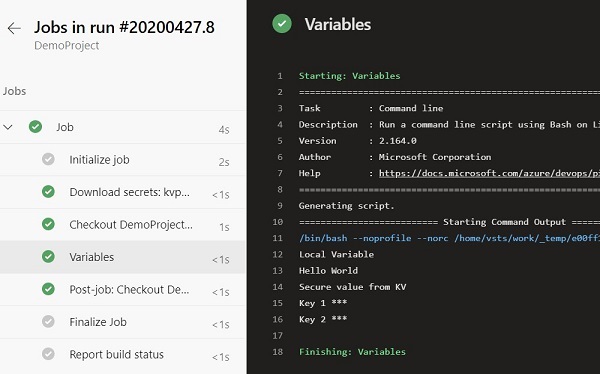 Jobs in run #20200427.8
DemoProject
Jobs
Job 4s
Initialize job 2s
Download secrets: kvp... <1s
Checkout DemoProject... 1s
Variables <1s
Post-job: Checkout De... <1s
Finalize Job <1s
Report build status <1s
Variables
1 Starting: Variables
2 ==============================================================
3 Task : Command line
4 Description : Run a command line script using Bash on Li
5 Version : 2.164.0
6 Author : Microsoft Corporation
7 Help : https://docs.microsoft.com/azure/devops/pi
8 ==============================================================
9 Generating script.
10 ========================== Starting Command Output ======
11 /bin/bash --noprofile --norc /home/vsts/work/_temp/e00ff
12 Local Variable
13 Hello World
14 Secure value from KV
15 Key 1 ***
16 Key 2 ***
17
18 Finishing: Variables